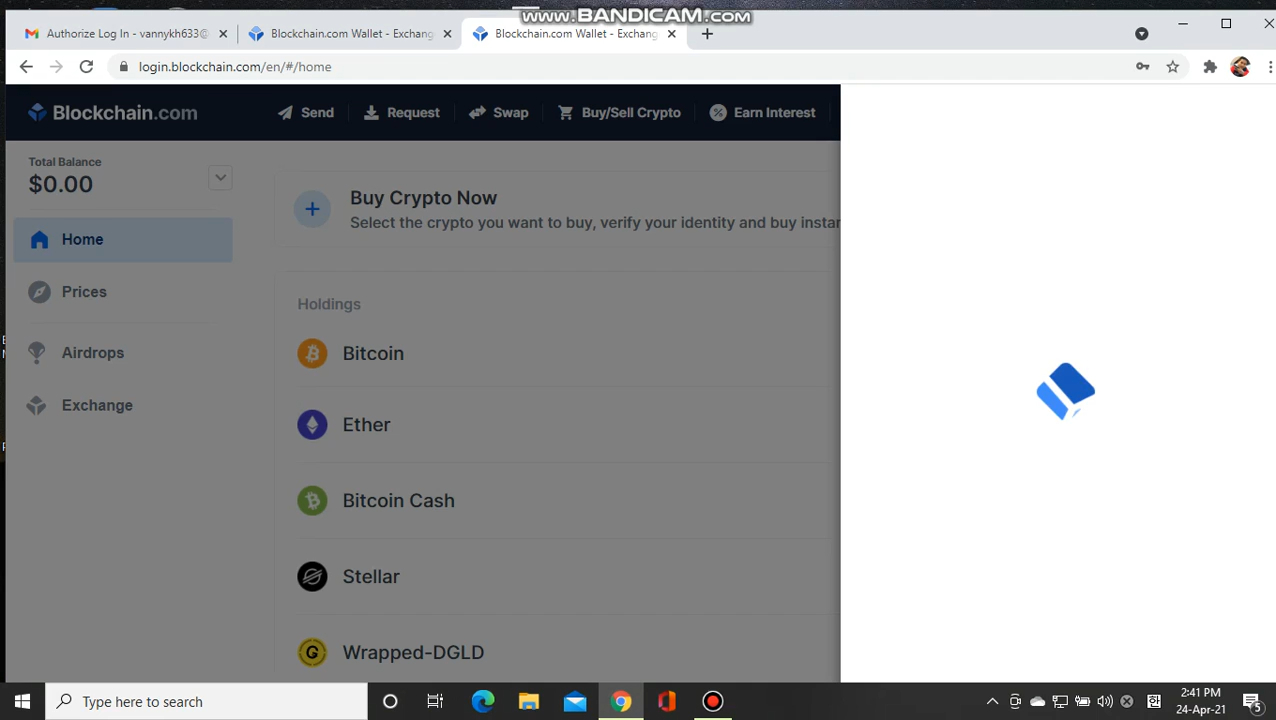 www.BANDICAM.com
Authorize Log In - vannykh633@
Blockchain.com Wallet - Exchang
Blockchain.com Wallet - Exchang
login.blockchain.com/en/#/home
Blockchain.com
Send
Request
Swap
Buy/Sell Crypto
Earn Interest
Total Balance
$0.00
Home
Prices
Airdrops
Exchange
Buy Crypto Now
Select the crypto you want to buy, verify your identity and buy instan
Holdings
Bitcoin
Ether
Bitcoin Cash
Stellar
Wrapped-DGLD
Type here to search
2:41 PM
24-Apr-21
5